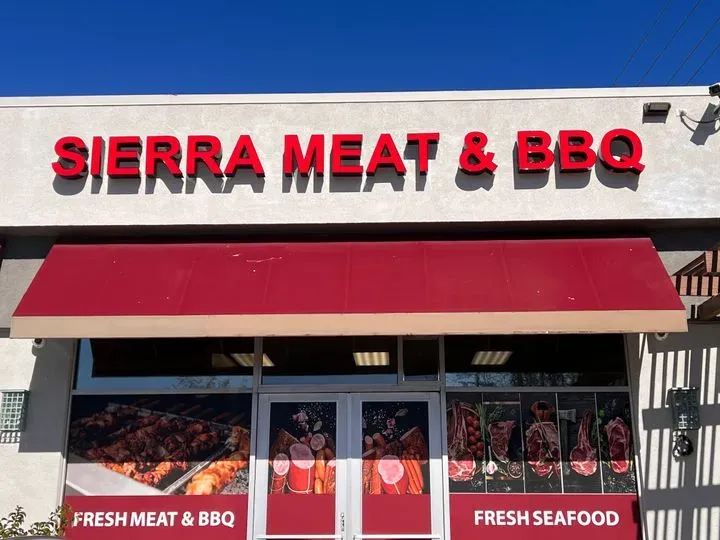 SIERRA MEAT & BBQ
FRESH MEAT & BBQ
FRESH SEAFOOD